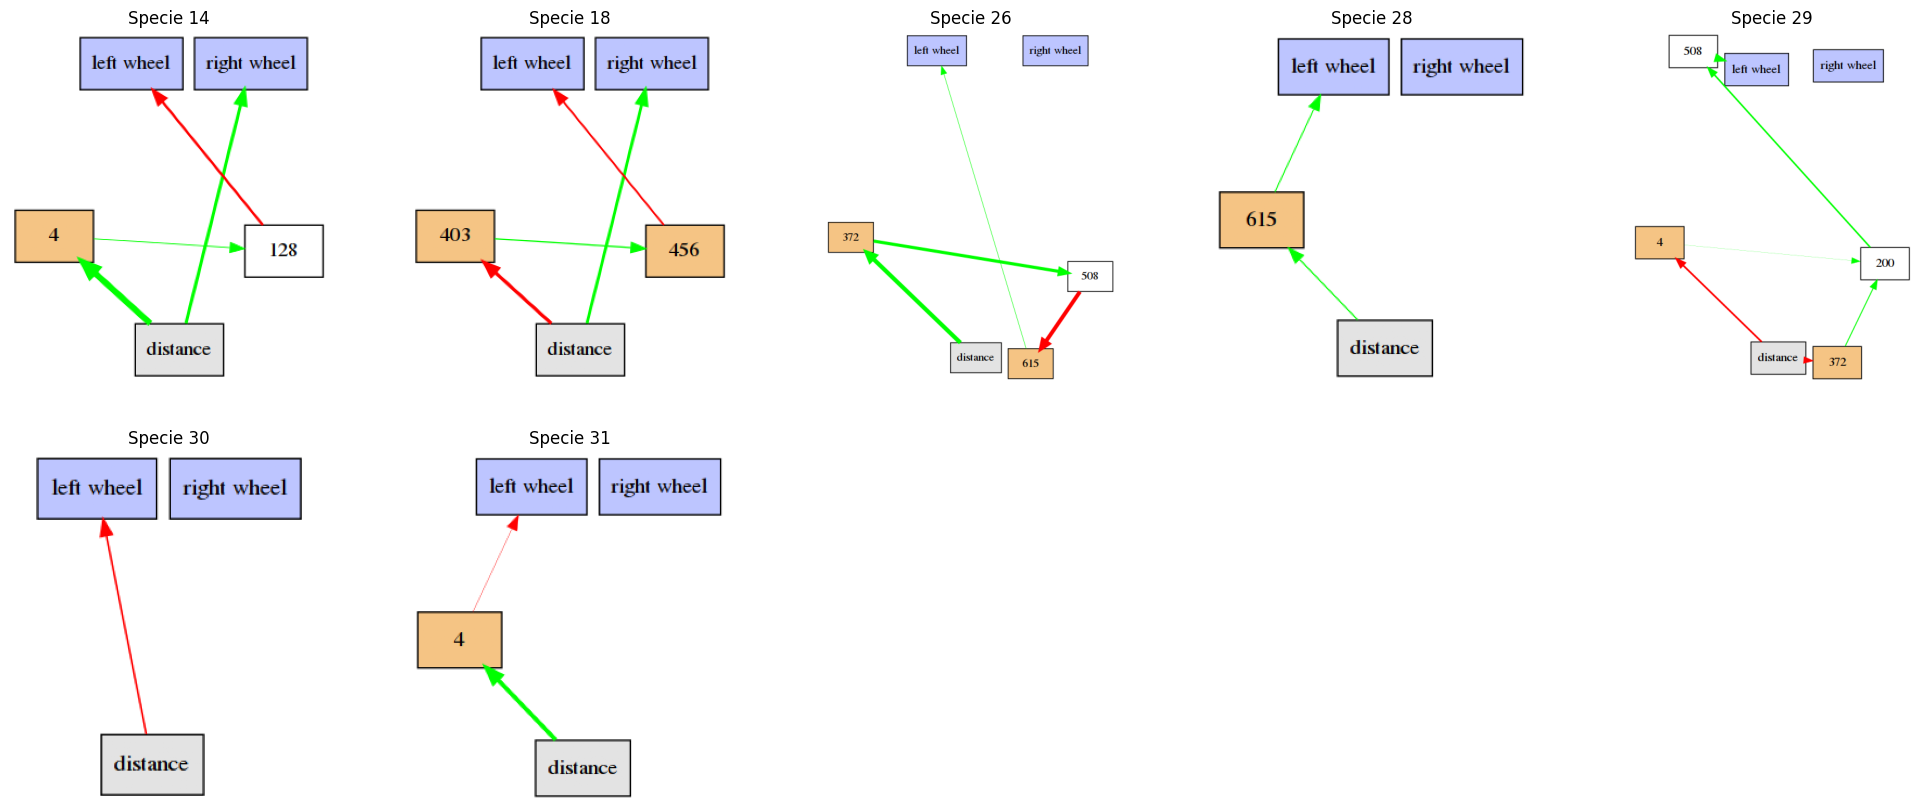 Specie 14
left wheel
right wheel
4
128
distance
Specie 18
left wheel
right wheel
403
456
distance
Specie 26
left wheel
right wheel
372
508
distance
615
Specie 28
left wheel
right wheel
615
distance
Specie 29
508
left wheel
right wheel
4
200
distance
372
Specie 30
left wheel
right wheel
distance
Specie 31
left wheel
right wheel
4
distance